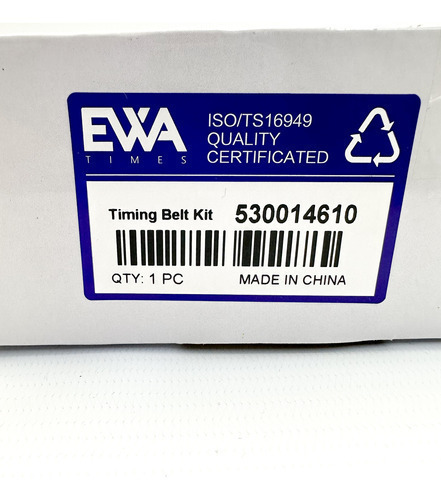 EWA
TIMES
ISO/TS16949
QUALITY
CERTIFICATED
Timing Belt Kit 530014610
QTY: 1 PC MADE IN CHINA